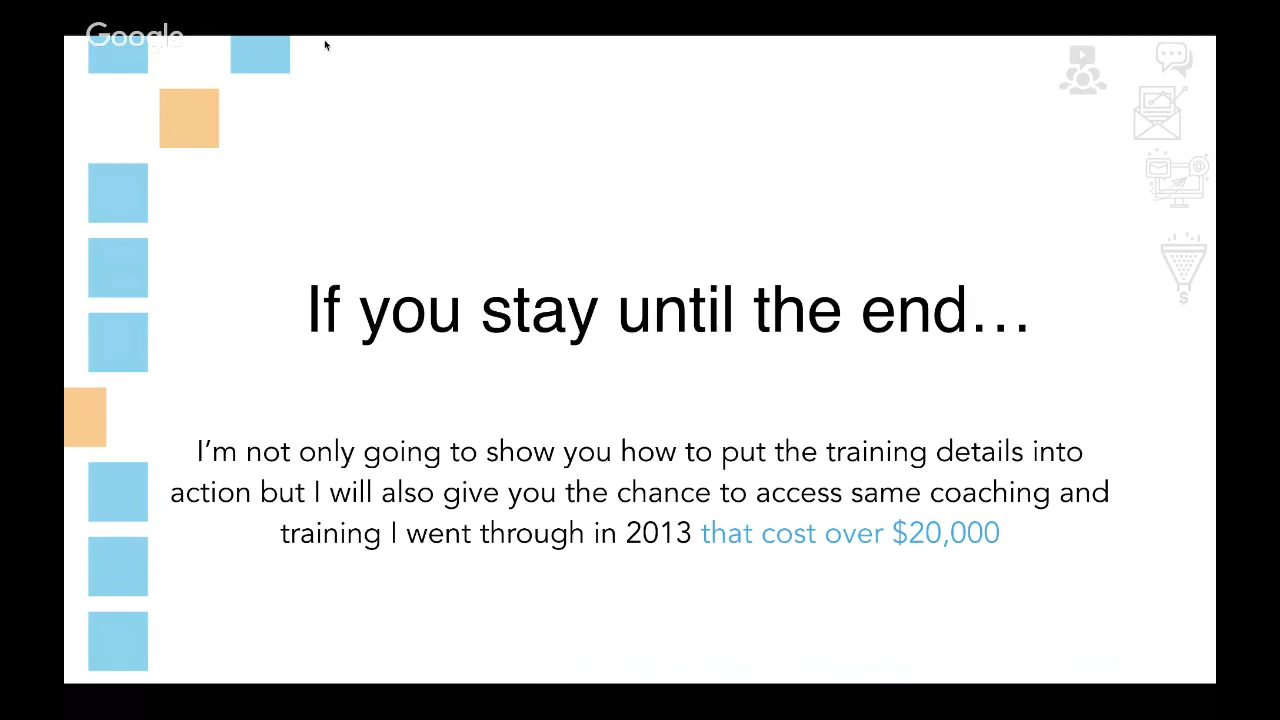 Google
If you stay until the end…
I’m not only going to show you how to put the training details into
action but I will also give you the chance to access same coaching and
training I went through in 2013 that cost over $20,000